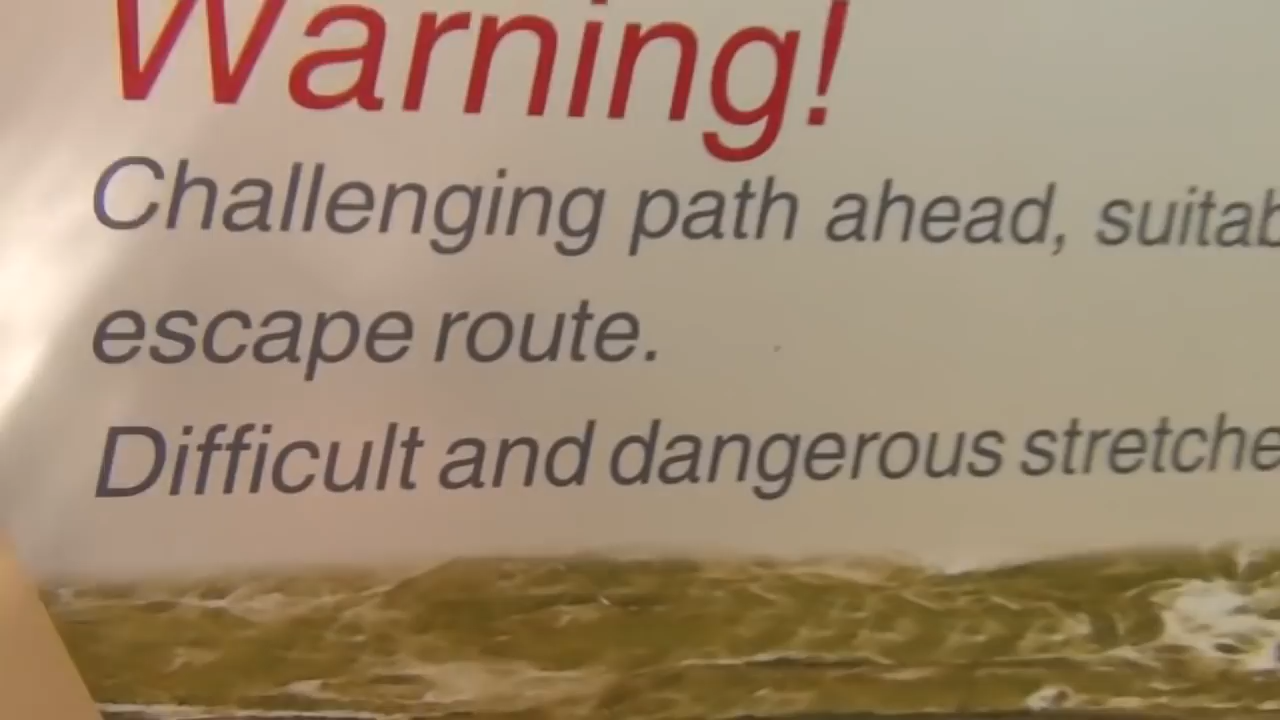 Warning!
Challenging path ahead, suitab
escape route.
Difficult and dangerous stretche